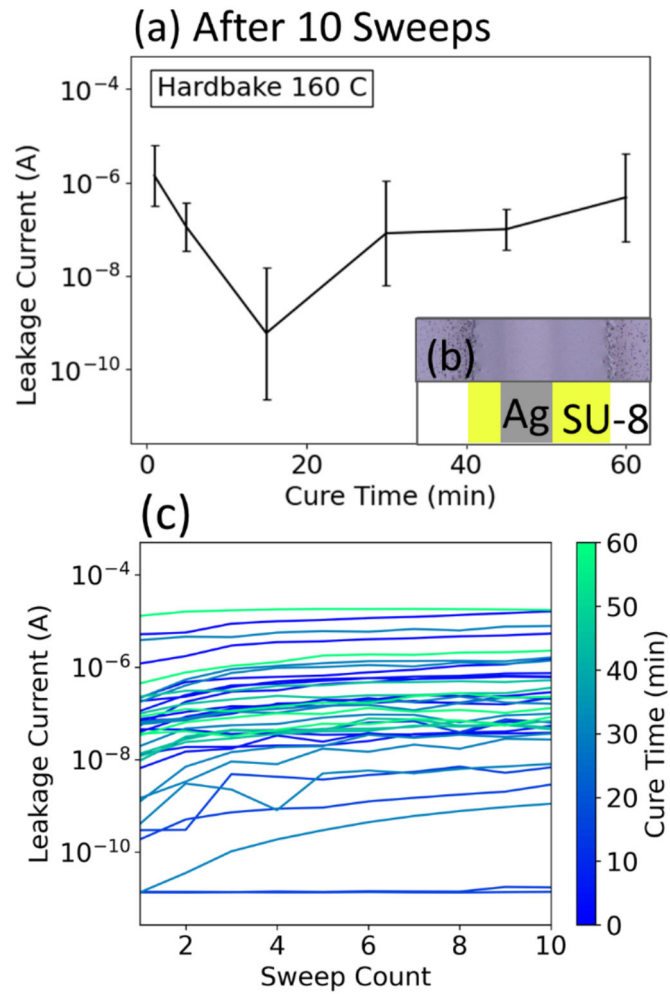 (a) After 10 Sweeps
Hardbake 160 C
10⁻⁴
10⁻⁶
10⁻⁸
10⁻¹⁰
Leakage Current (A)
(b)
Ag SU-8
0 20 40 60
Cure Time (min)
(c)
10⁻⁴
10⁻⁶
10⁻⁸
10⁻¹⁰
Leakage Current (A)
2 4 6 8 10
Sweep Count
60
50
40
30
20
10
0
Cure Time (min)